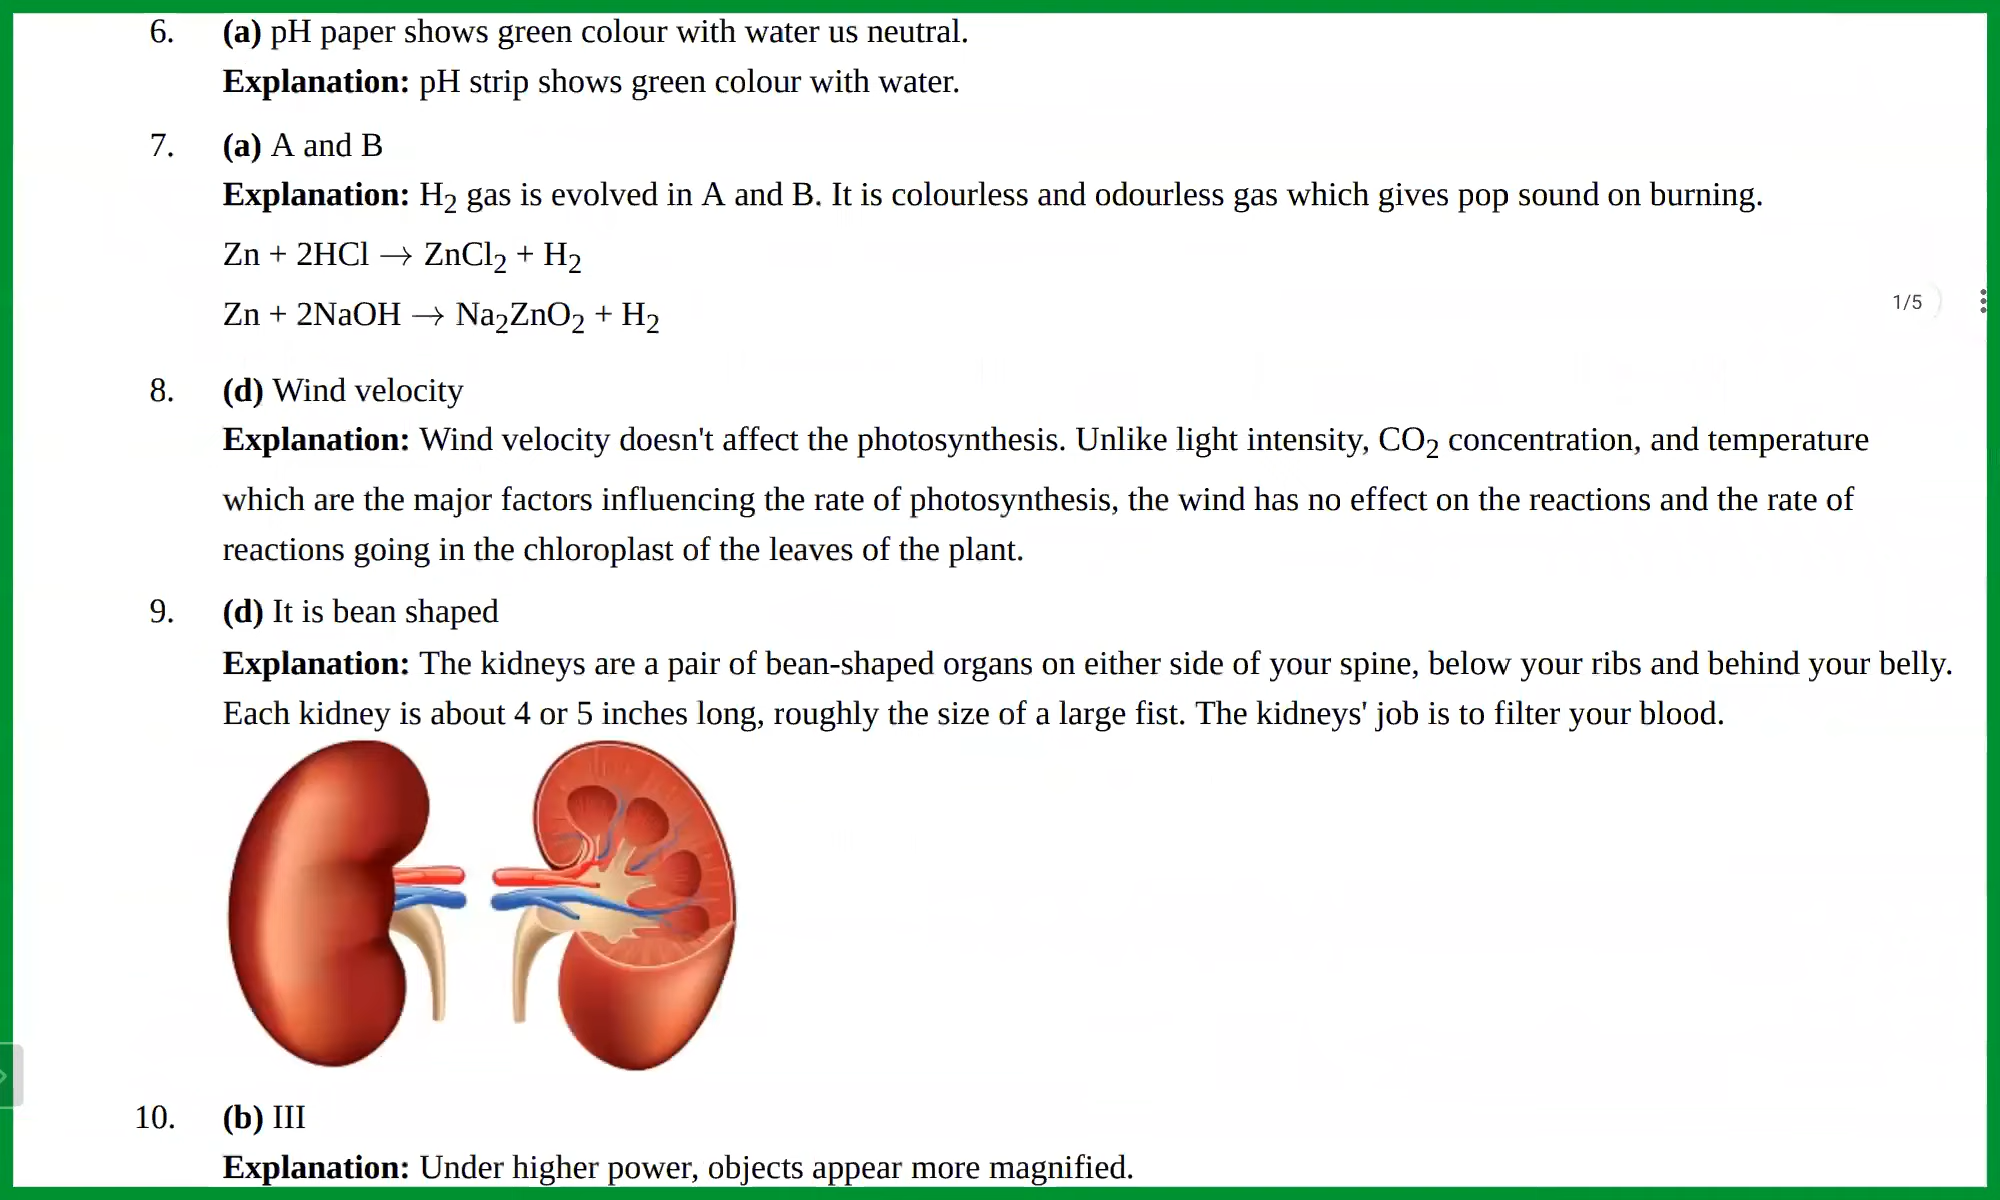 6. (a) pH paper shows green colour with water us neutral.
Explanation: pH strip shows green colour with water.
7. (a) A and B
Explanation: H₂ gas is evolved in A and B. It is colourless and odourless gas which gives pop sound on burning.
Zn + 2HCl → ZnCl₂ + H₂
Zn + 2NaOH → Na₂ZnO₂ + H₂
1/5
8. (d) Wind velocity
Explanation: Wind velocity doesn't affect the photosynthesis. Unlike light intensity, CO₂ concentration, and temperature
which are the major factors influencing the rate of photosynthesis, the wind has no effect on the reactions and the rate of
reactions going in the chloroplast of the leaves of the plant.
9. (d) It is bean shaped
Explanation: The kidneys are a pair of bean-shaped organs on either side of your spine, below your ribs and behind your belly.
Each kidney is about 4 or 5 inches long, roughly the size of a large fist. The kidneys' job is to filter your blood.
10. (b) III
Explanation: Under higher power, objects appear more magnified.